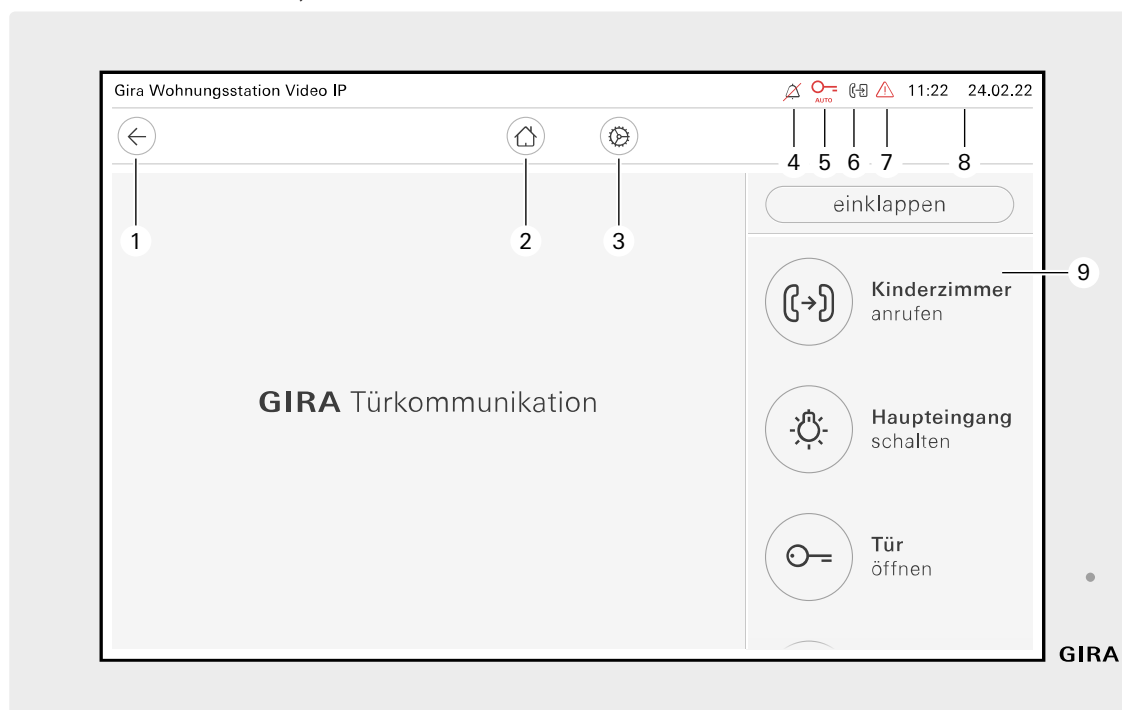 Gira Wohnungsstation Video IP
AUTO
11:22 24.02.22
4 5 6 7 8
einklappen
1 2 3
9
Kinderzimmer
anrufen
GIRA Türkommunikation
Haupteingang
schalten
Tür
öffnen
GIRA